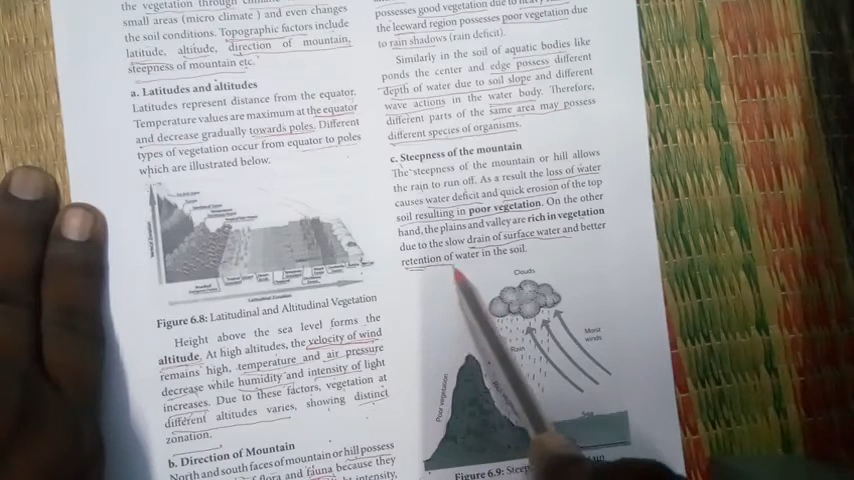 the vegetation through
small areas (micro climate ) and even changes
the soil conditions. Topographic factors include
latitude, altitude, direction of mountain,
steepness of mountain etc.
a. Latitudes and altitudes
Latitudes represent distance from the equator.
Temperature values are maximum at the equator
and decrease gradually towards poles. Different
types of vegetation occur from equator to poles
which are illustrated below.
Figure 6.8: Latitudinal and Altitudinal Vegetation
Height above the sea level forms the
altitude. At high altitudes, the velocity of wind
remains high, temperature and air pressure
decrease while humidity and intensity of light
increases. Due to these factors, vegetation at
different altitudes varies, showing distinct
zonation.
b. Direction of Mountain
North and south faces of mountain or hill possess
flora and fauna because they
light intensity,
possesses good vegetation due to heavy
the leeward region possesses poor vegetation due
to rain shadows (rain deficit).
Similarly in the soil of aquatic bodies like
ponds the center and edge possess different
depth of water due to soil slope and different
wave actions in the water body. Therefore,
different parts of the same area may possess
different species of organisms.
c. Steepness of the mountain
The steepness of the mountain or hill allows
the rain to run off. As a result the loss of water
causes water deficit and quick erosion of the top
soil resulting in poor vegetation. On the other
hand, the plains and valley are rich in vegetation
due to the slow drain of surface water and better
retention of water in the soil.
Clouds
Rain
Moist
winds
Poor vegetation
Sea
Figure 6.9: